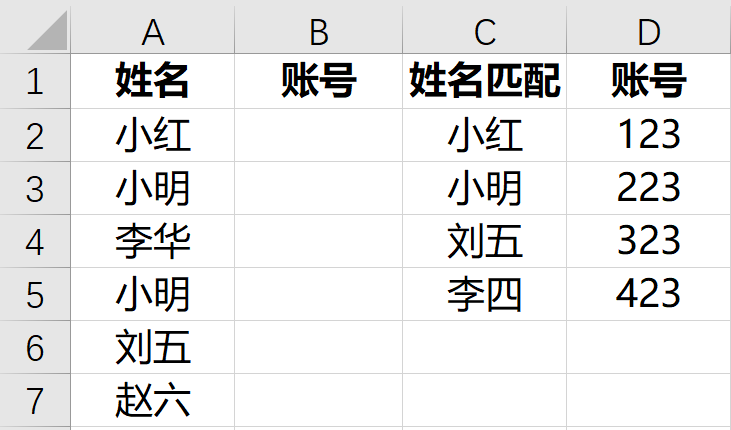 A B C D
1 姓名 账号 姓名匹配 账号
2 小红 小红 123
3 小明 小明 223
4 李华 刘五 323
5 小明 李四 423
6 刘五
7 赵六